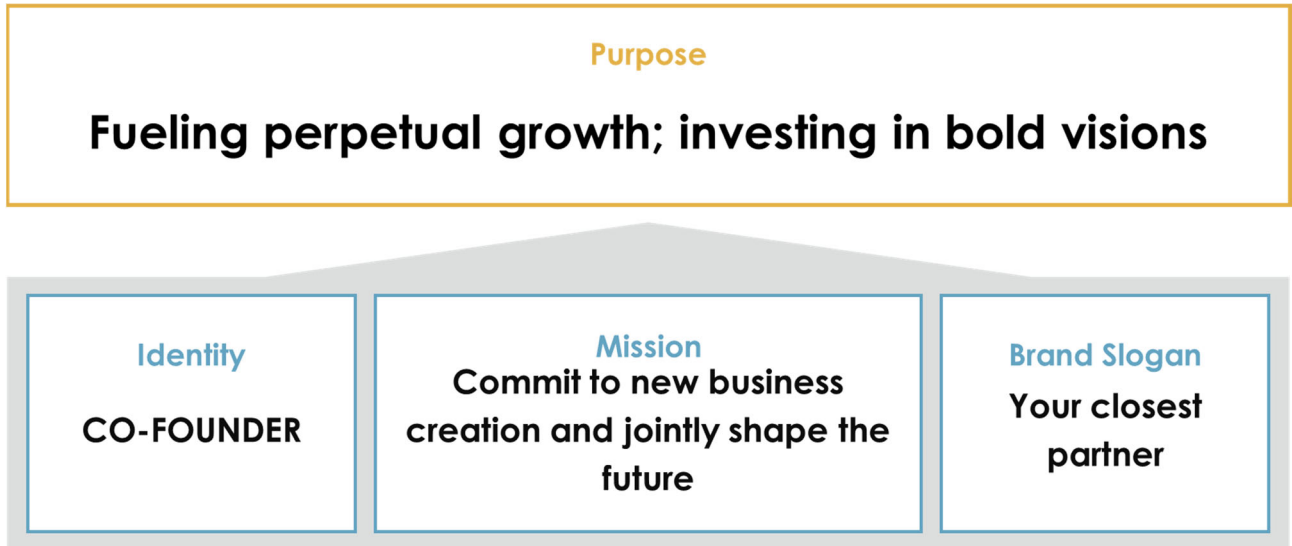 Purpose
Fueling perpetual growth; investing in bold visions
Identity
CO-FOUNDER
Mission
Commit to new business
creation and jointly shape the
future
Brand Slogan
Your closest
partner